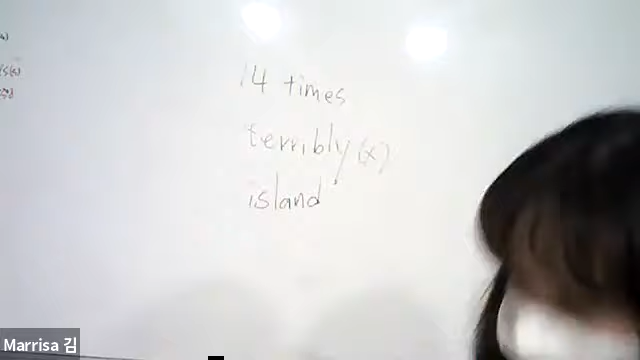 14 times
terribly (x)
island
Marrisa 김